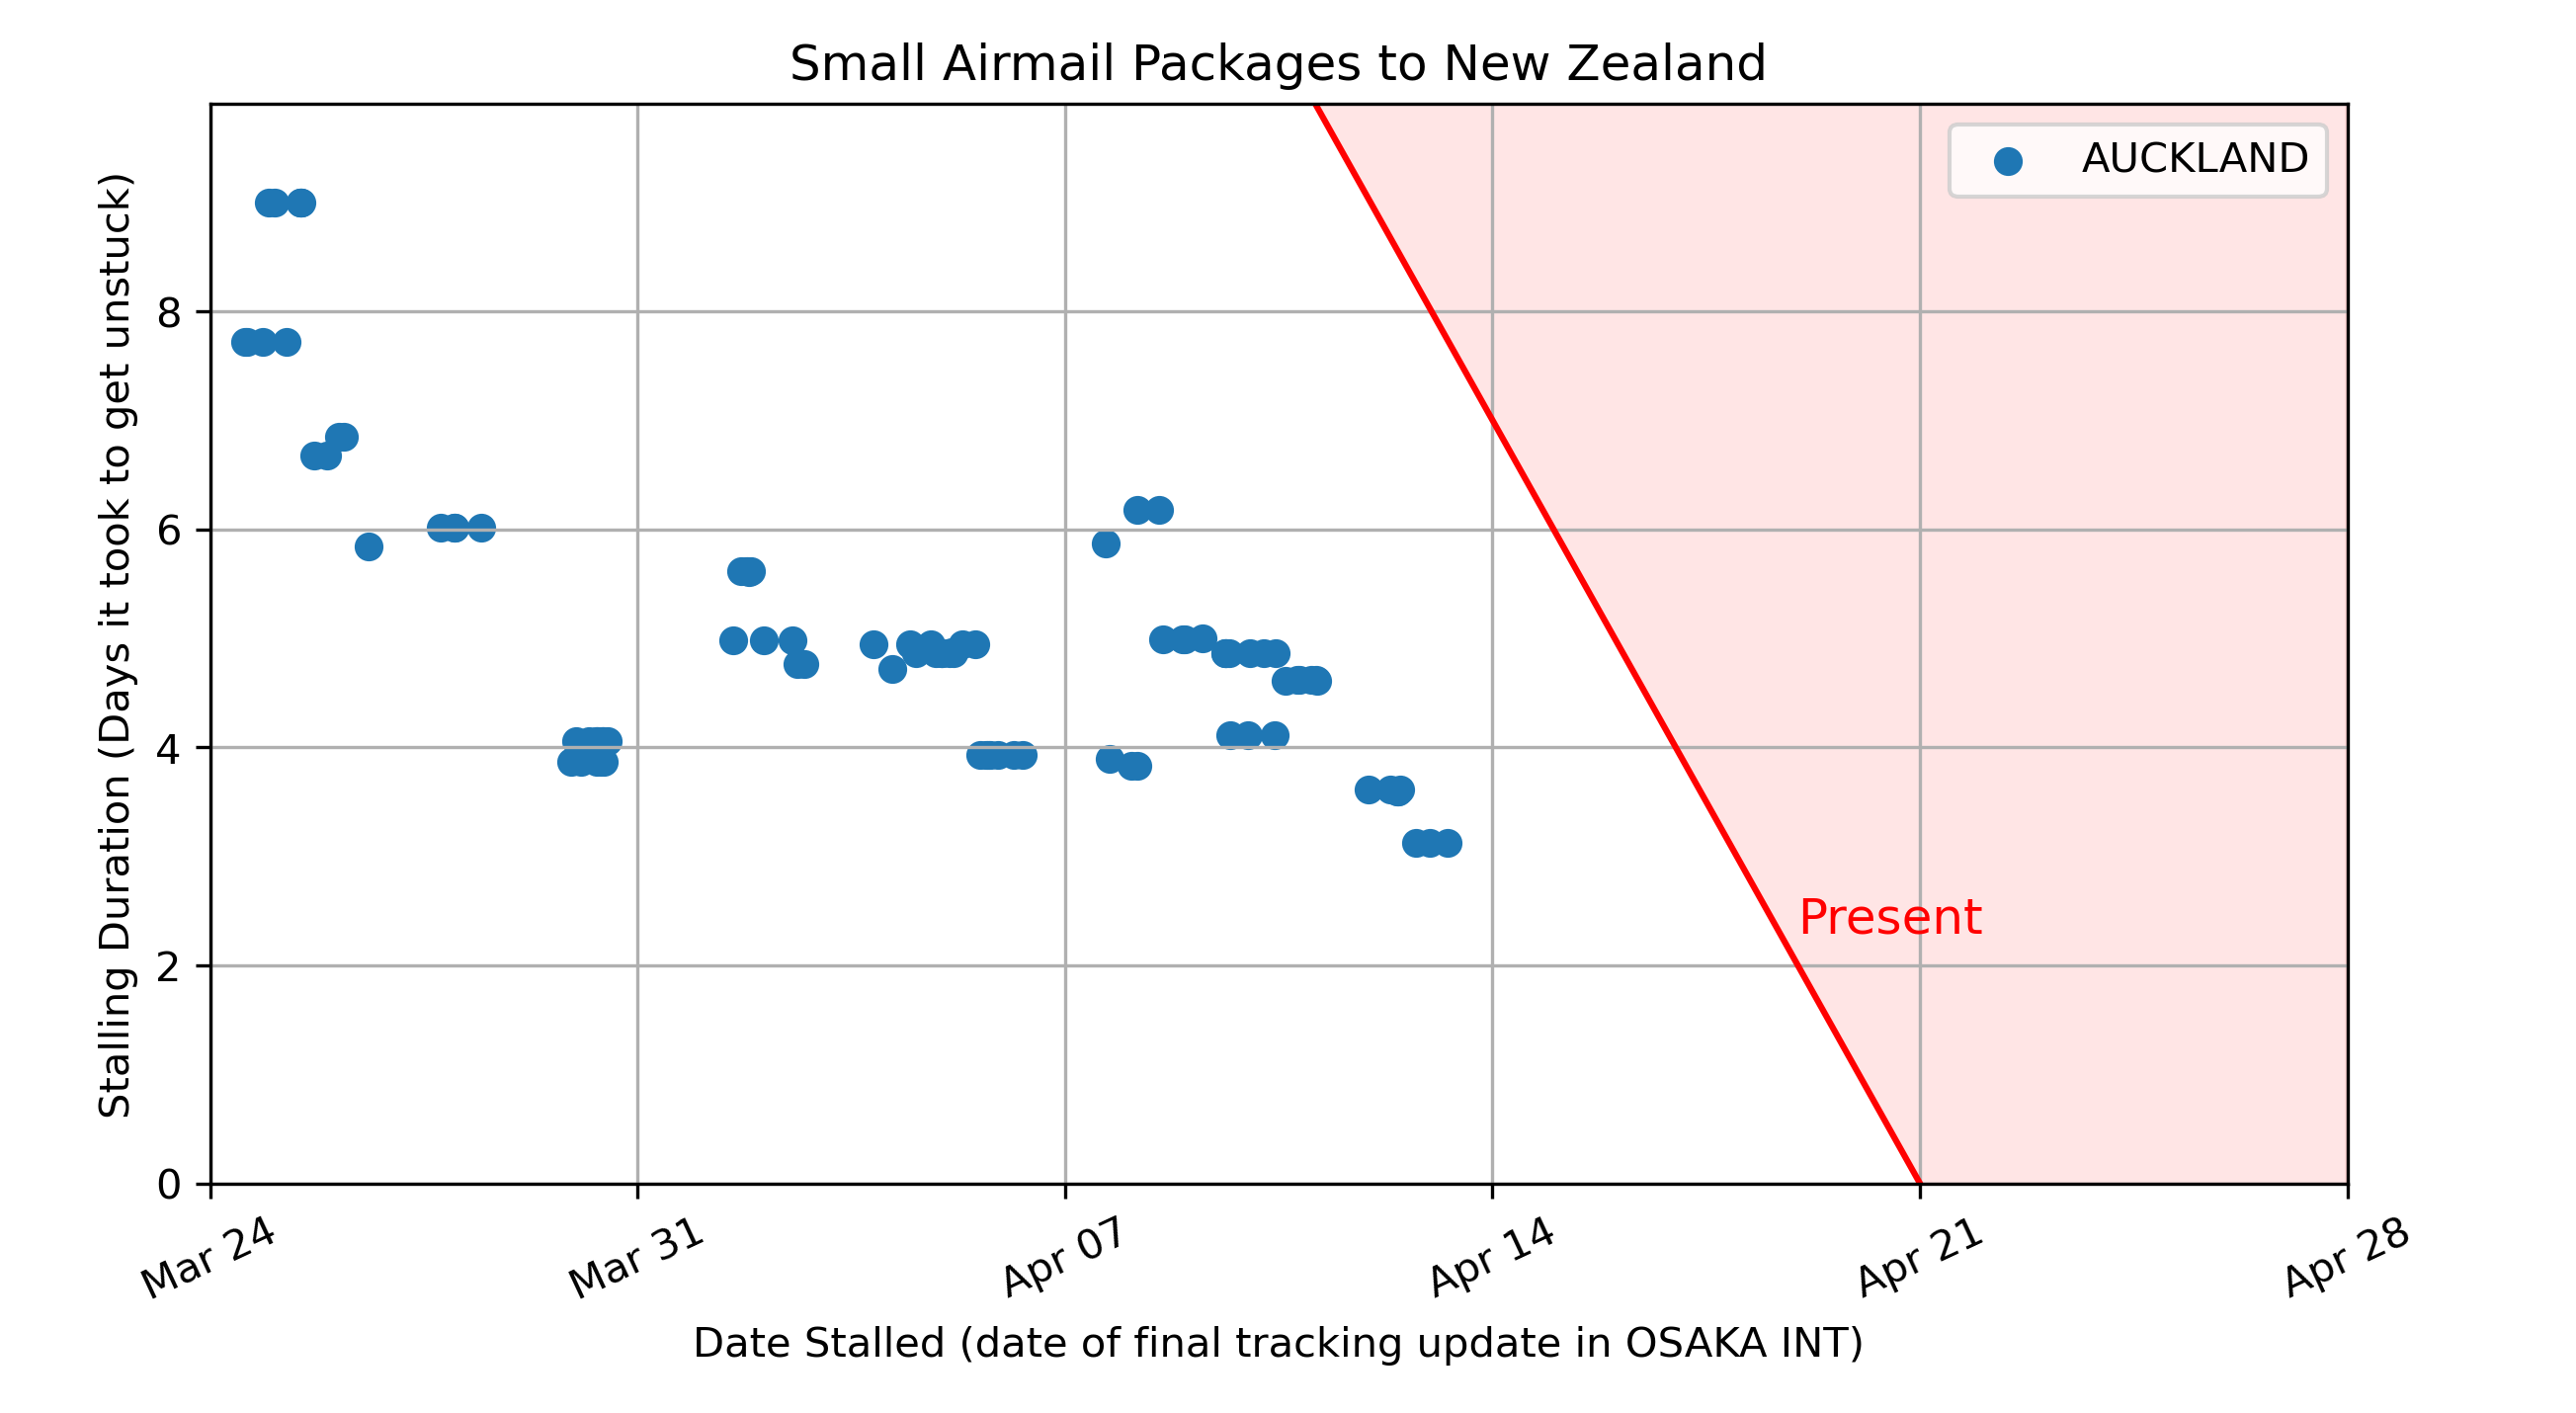 Small Airmail Packages to New Zealand
AUCKLAND
Stalling Duration (Days it took to get unstuck)
8
6
4
2
0
Present
Mar 24
Mar 31
Apr 07
Apr 14
Apr 21
Apr 28
Date Stalled (date of final tracking update in OSAKA INT)